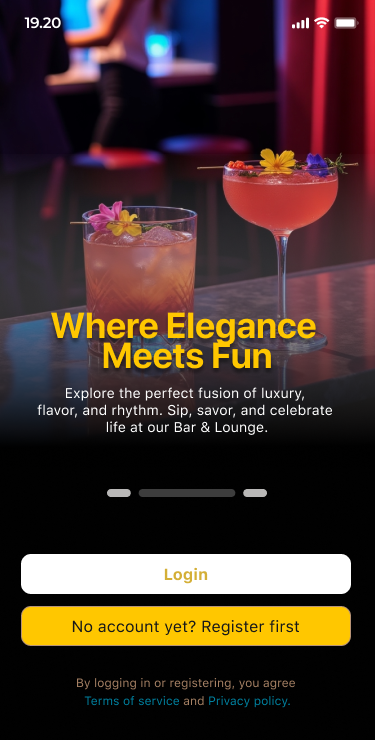 19.20
Where Elegance
Meets Fun
Explore the perfect fusion of luxury,
flavor, and rhythm. Sip, savor, and celebrate
life at our Bar & Lounge.
Login
No account yet? Register first
By logging in or registering, you agree
Terms of service and Privacy policy.